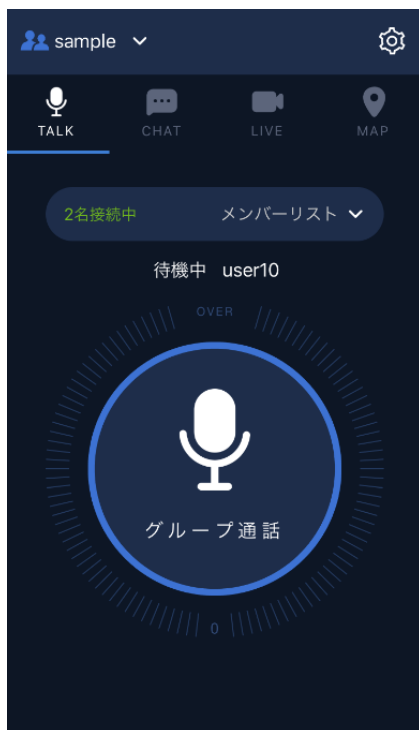 sample
TALK CHAT LIVE MAP
2名接続中 メンバーリスト
待機中 user10
OVER
グループ通話
0